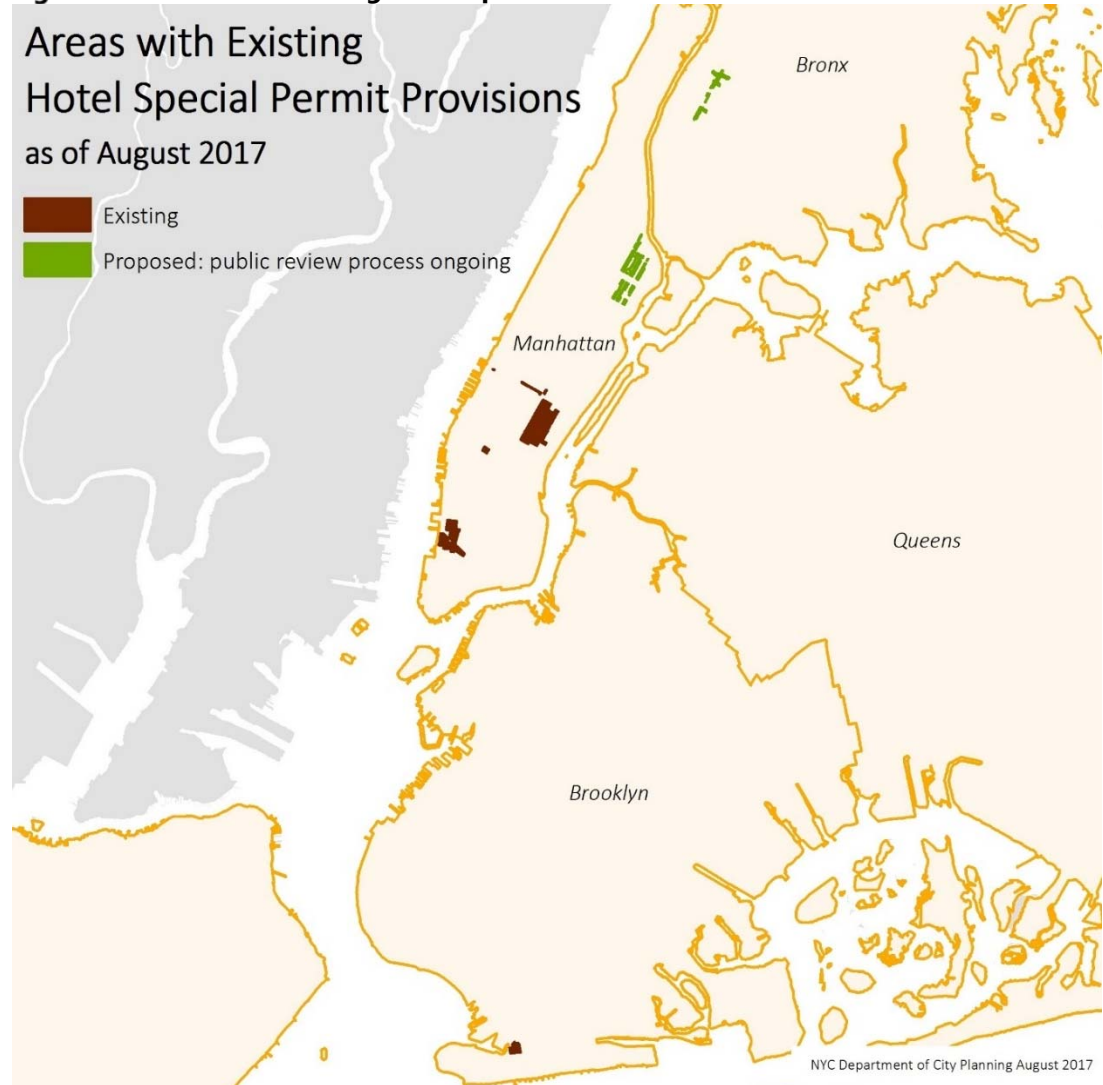 Areas with Existing
Hotel Special Permit Provisions
as of August 2017
Existing
Proposed: public review process ongoing
Bronx
Manhattan
Queens
Brooklyn
NYC Department of City Planning August 2017